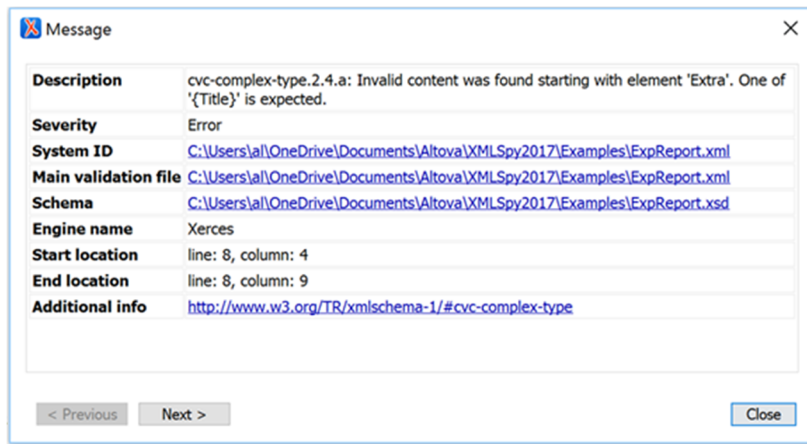 Message
Description cvc-complex-type.2.4.a: Invalid content was found starting with element 'Extra'. One of
'{Title}' is expected.
Severity Error
System ID C:\Users\al\OneDrive\Documents\Altova\XMLSpy2017\Examples\ExpReport.xml
Main validation file C:\Users\al\OneDrive\Documents\Altova\XMLSpy2017\Examples\ExpReport.xml
Schema C:\Users\al\OneDrive\Documents\Altova\XMLSpy2017\Examples\ExpReport.xsd
Engine name Xerces
Start location line: 8, column: 4
End location line: 8, column: 9
Additional info http://www.w3.org/TR/xmlschema-1/#cvc-complex-type
< Previous Next > Close